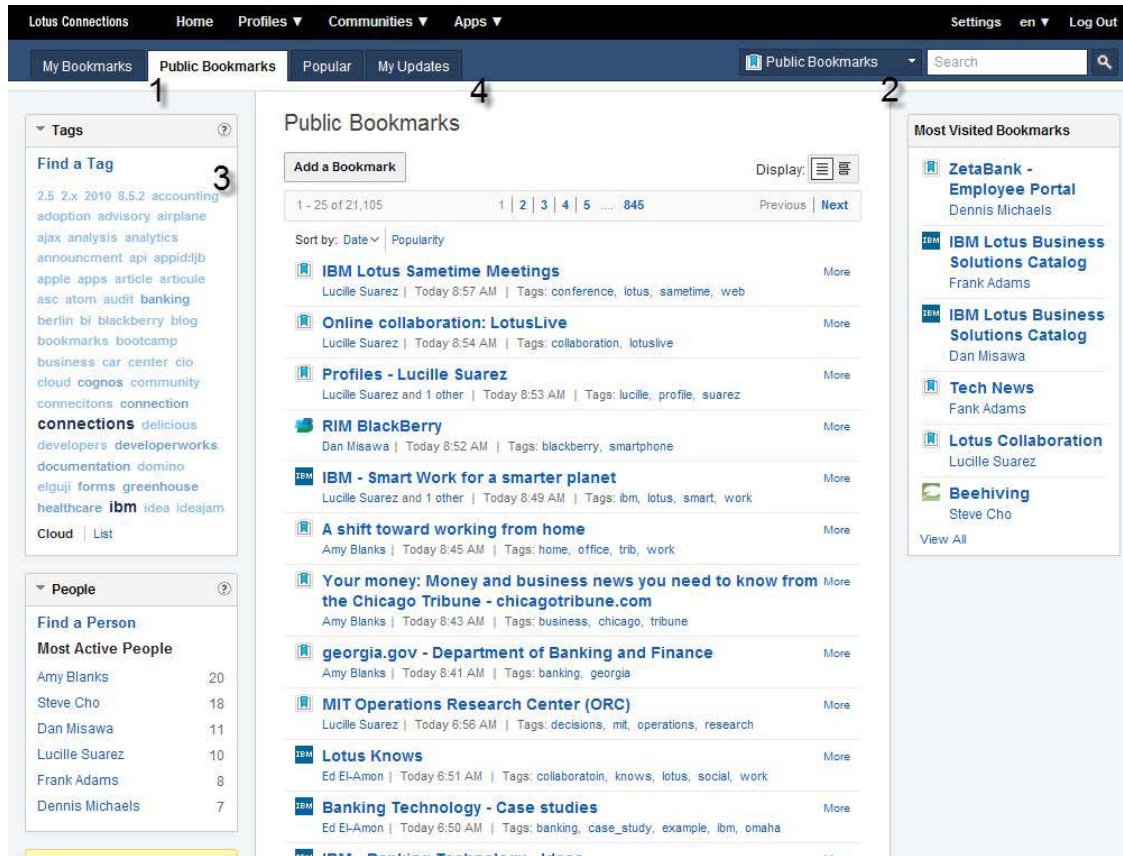 Lotus Connections Home Profiles ▼ Communities ▼ Apps ▼ Settings en ▼ Log Out
My Bookmarks Public Bookmarks Popular My Updates Public Bookmarks Search
1 4 2
Tags ?
Find a Tag
3
2.5 2.x 2010 8.5.2 accounting
adoption advisory airplane
ajax analysis analytics
announcment api appid:ljb
apple apps article articule
asc atom audit banking
berlin bi blackberry blog
bookmarks bootcamp
business car center cio
cloud cognos community
connecitons connection
connections delicious
developers developerworks
documentation domino
elguji forms greenhouse
healthcare ibm idea ideajam
Cloud | List
People ?
Find a Person
Most Active People
Amy Blanks 20
Steve Cho 18
Dan Misawa 11
Lucille Suarez 10
Frank Adams 8
Dennis Michaels 7
Public Bookmarks
Add a Bookmark Display:
1 - 25 of 21,105 1 | 2 | 3 | 4 | 5 .... 845 Previous | Next
Sort by: Date | Popularity
IBM Lotus Sametime Meetings More
Lucille Suarez | Today 8:57 AM | Tags: conference, lotus, sametime, web
Online collaboration: LotusLive More
Lucille Suarez | Today 8:54 AM | Tags: collaboration, lotuslive
Profiles - Lucille Suarez More
Lucille Suarez and 1 other | Today 8:53 AM | Tags: lucille, profile, suarez
RIM BlackBerry More
Dan Misawa | Today 8:52 AM | Tags: blackberry, smartphone
IBM IBM - Smart Work for a smarter planet More
Lucille Suarez and 1 other | Today 8:49 AM | Tags: ibm, lotus, smart, work
A shift toward working from home More
Amy Blanks | Today 8:45 AM | Tags: home, office, trib, work
Your money: Money and business news you need to know from More
the Chicago Tribune - chicagotribune.com
Amy Blanks | Today 8:43 AM | Tags: business, chicago, tribune
georgia.gov - Department of Banking and Finance More
Amy Blanks | Today 8:41 AM | Tags: banking, georgia
MIT Operations Research Center (ORC) More
Lucille Suarez | Today 6:56 AM | Tags: decisions, mit, operations, research
IBM Lotus Knows More
Ed El-Amon | Today 6:51 AM | Tags: collaboratoin, knows, lotus, social, work
IBM Banking Technology - Case studies More
Ed El-Amon | Today 6:50 AM | Tags: banking, case_study, example, ibm, omaha
Most Visited Bookmarks
ZetaBank -
Employee Portal
Dennis Michaels
IBM IBM Lotus Business
Solutions Catalog
Frank Adams
IBM IBM Lotus Business
Solutions Catalog
Dan Misawa
Tech News
Fank Adams
Lotus Collaboration
Lucille Suarez
Beehiving
Steve Cho
View All